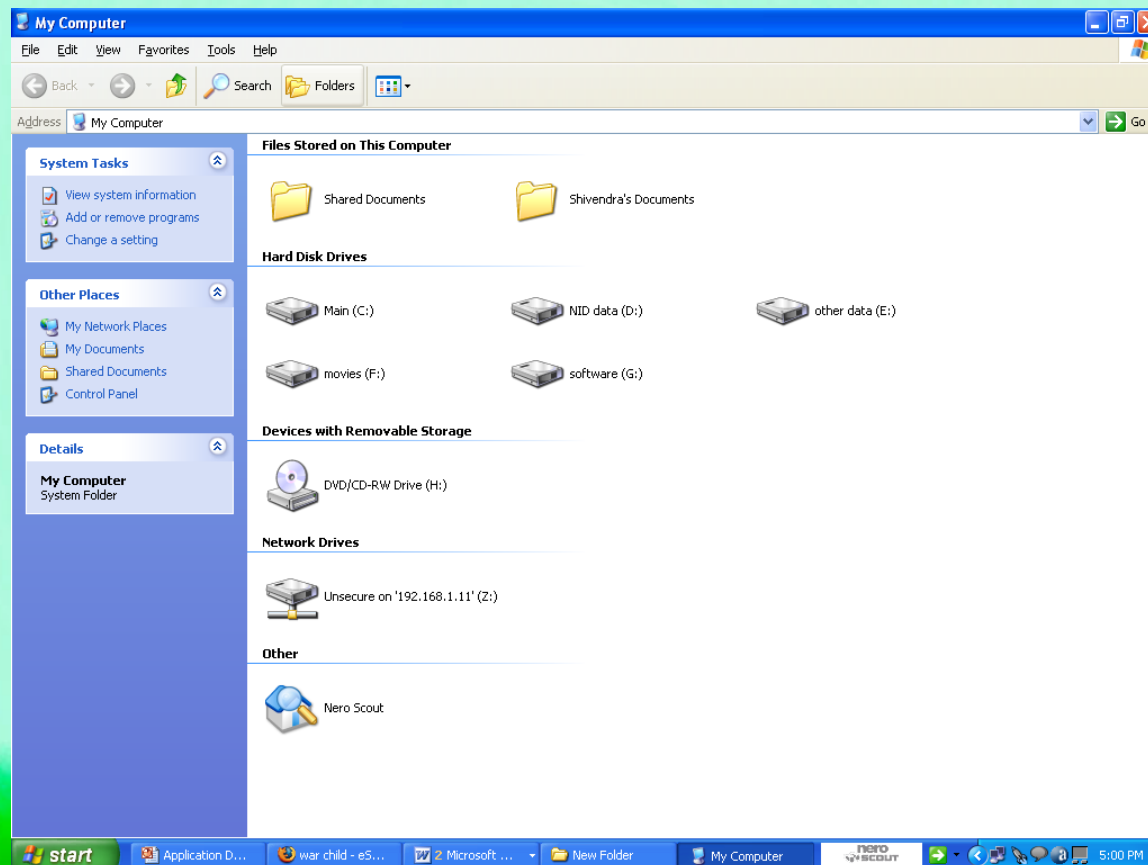 My Computer
File Edit View Favorites Tools Help
Back Search Folders
Address My Computer Go
System Tasks
View system information
Add or remove programs
Change a setting
Other Places
My Network Places
My Documents
Shared Documents
Control Panel
Details
My Computer
System Folder
Files Stored on This Computer
Shared Documents
Shivendra's Documents
Hard Disk Drives
Main (C:)
NID data (D:)
other data (E:)
movies (F:)
software (G:)
Devices with Removable Storage
DVD/CD-RW Drive (H:)
Network Drives
Unsecure on '192.168.1.11' (Z:)
Other
Nero Scout
start Application D... war child - eS... 2 Microsoft ... New Folder My Computer nero SCOUT 5:00 PM